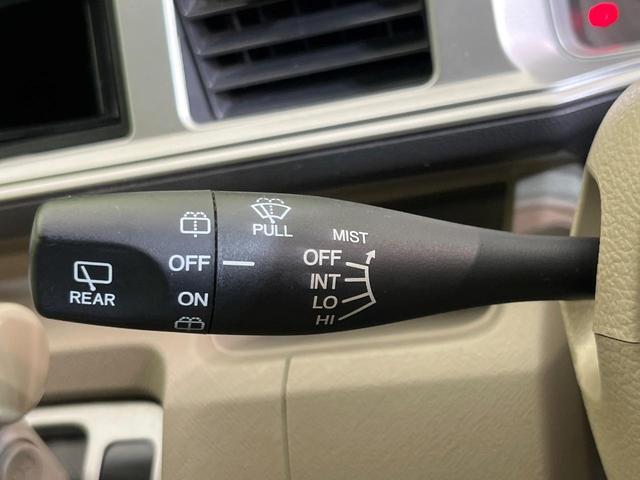 REAR
OFF
ON
PULL
MIST
OFF
INT
LO
HI